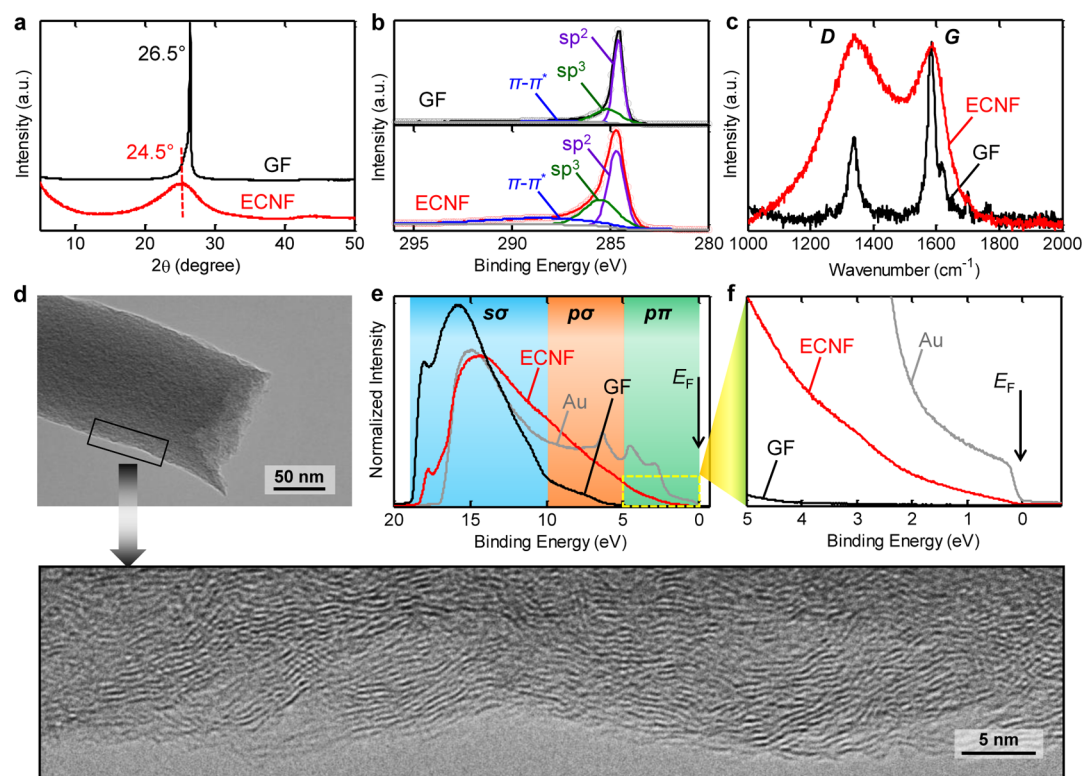 a
26.5°
24.5°
GF
ECNF
Intensity (a.u.)
5 10 20 30 40 50
2θ (degree)
b
sp²
sp³
π-π*
GF
sp²
sp³
π-π*
ECNF
Intensity (a.u.)
295 290 285 280
Binding Energy (eV)
c
D G
ECNF
GF
Intensity (a.u.)
1000 1200 1400 1600 1800 2000
Wavenumber (cm⁻¹)
d
50 nm
e
sσ pσ pπ
ECNF
Au
GF
E_F
Normalized Intensity
20 15 10 5 0
Binding Energy (eV)
f
ECNF
Au
GF
E_F
5 4 3 2 1 0
Binding Energy (eV)
5 nm